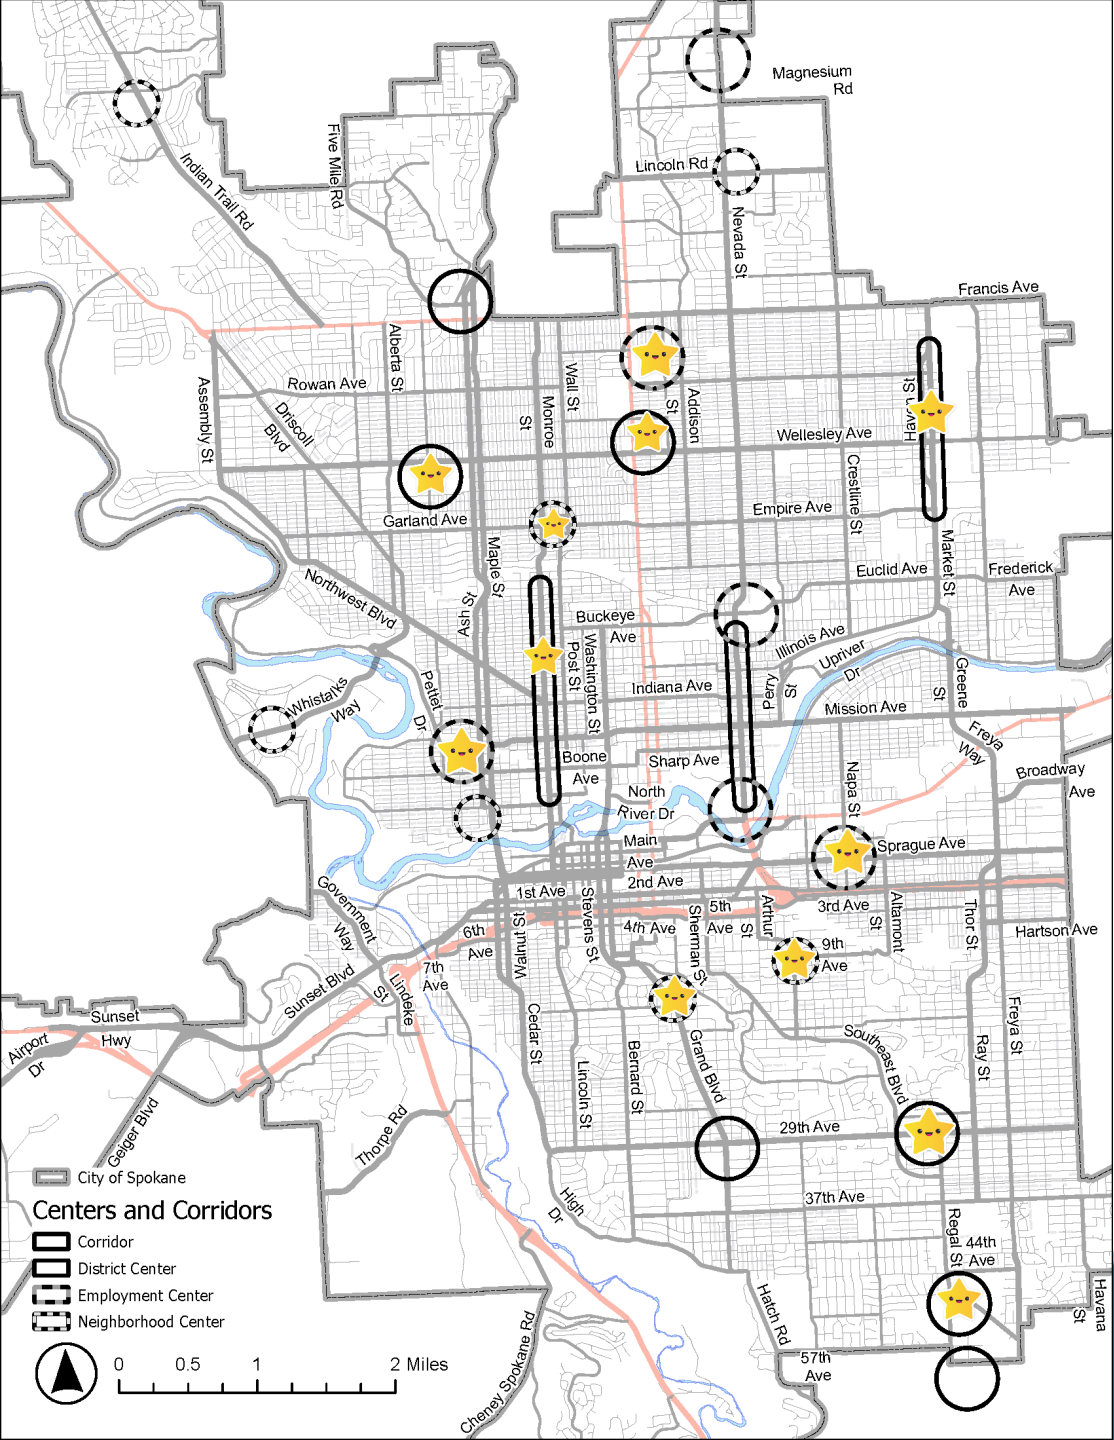 Magnesium
Rd
Five Mile Rd
Lincoln Rd
Indian Trail Rd
Nevada St
Francis Ave
Alberta St
Wall St
Rowan Ave
Assembly St
Driscoll
Blvd
St
Monroe
St
Addison
Haven St
Wellesley Ave
Crestline St
Garland Ave
Empire Ave
Maple St
Market St
Euclid Ave
Frederick
Ave
Northwest Blvd
Ash St
Buckeye
Ave
Illinois Ave
Upriver
Dr
Post St
Washington St
Pettet
Dr
Whistalks
Way
Indiana Ave
Perry
St
Greene
St
Mission Ave
Freya
Way
Boone
Ave
Sharp Ave
Napa St
Broadway
Ave
North
River Dr
Main
Ave
Sprague Ave
Government
Way
1st Ave
2nd Ave
Stevens St
5th
Ave
Arthur
St
3rd Ave
Altamont
St
Thor St
6th
Ave
Walnut St
4th Ave
Sherman St
Hartson Ave
9th
Ave
7th
Ave
Sunset Blvd
Lindeke
St
Sunset
Hwy
Airport
Dr
Cedar St
Freya St
Southeast Blvd
Ray St
Grand Blvd
Bernard St
Lincoln St
Geiger Blvd
Thorpe Rd
29th Ave
High
Dr
37th Ave
Regal St
44th
Ave
Hatch Rd
Havana
St
57th
Ave
Cheney Spokane Rd
City of Spokane
Centers and Corridors
Corridor
District Center
Employment Center
Neighborhood Center
0 0.5 1 2 Miles